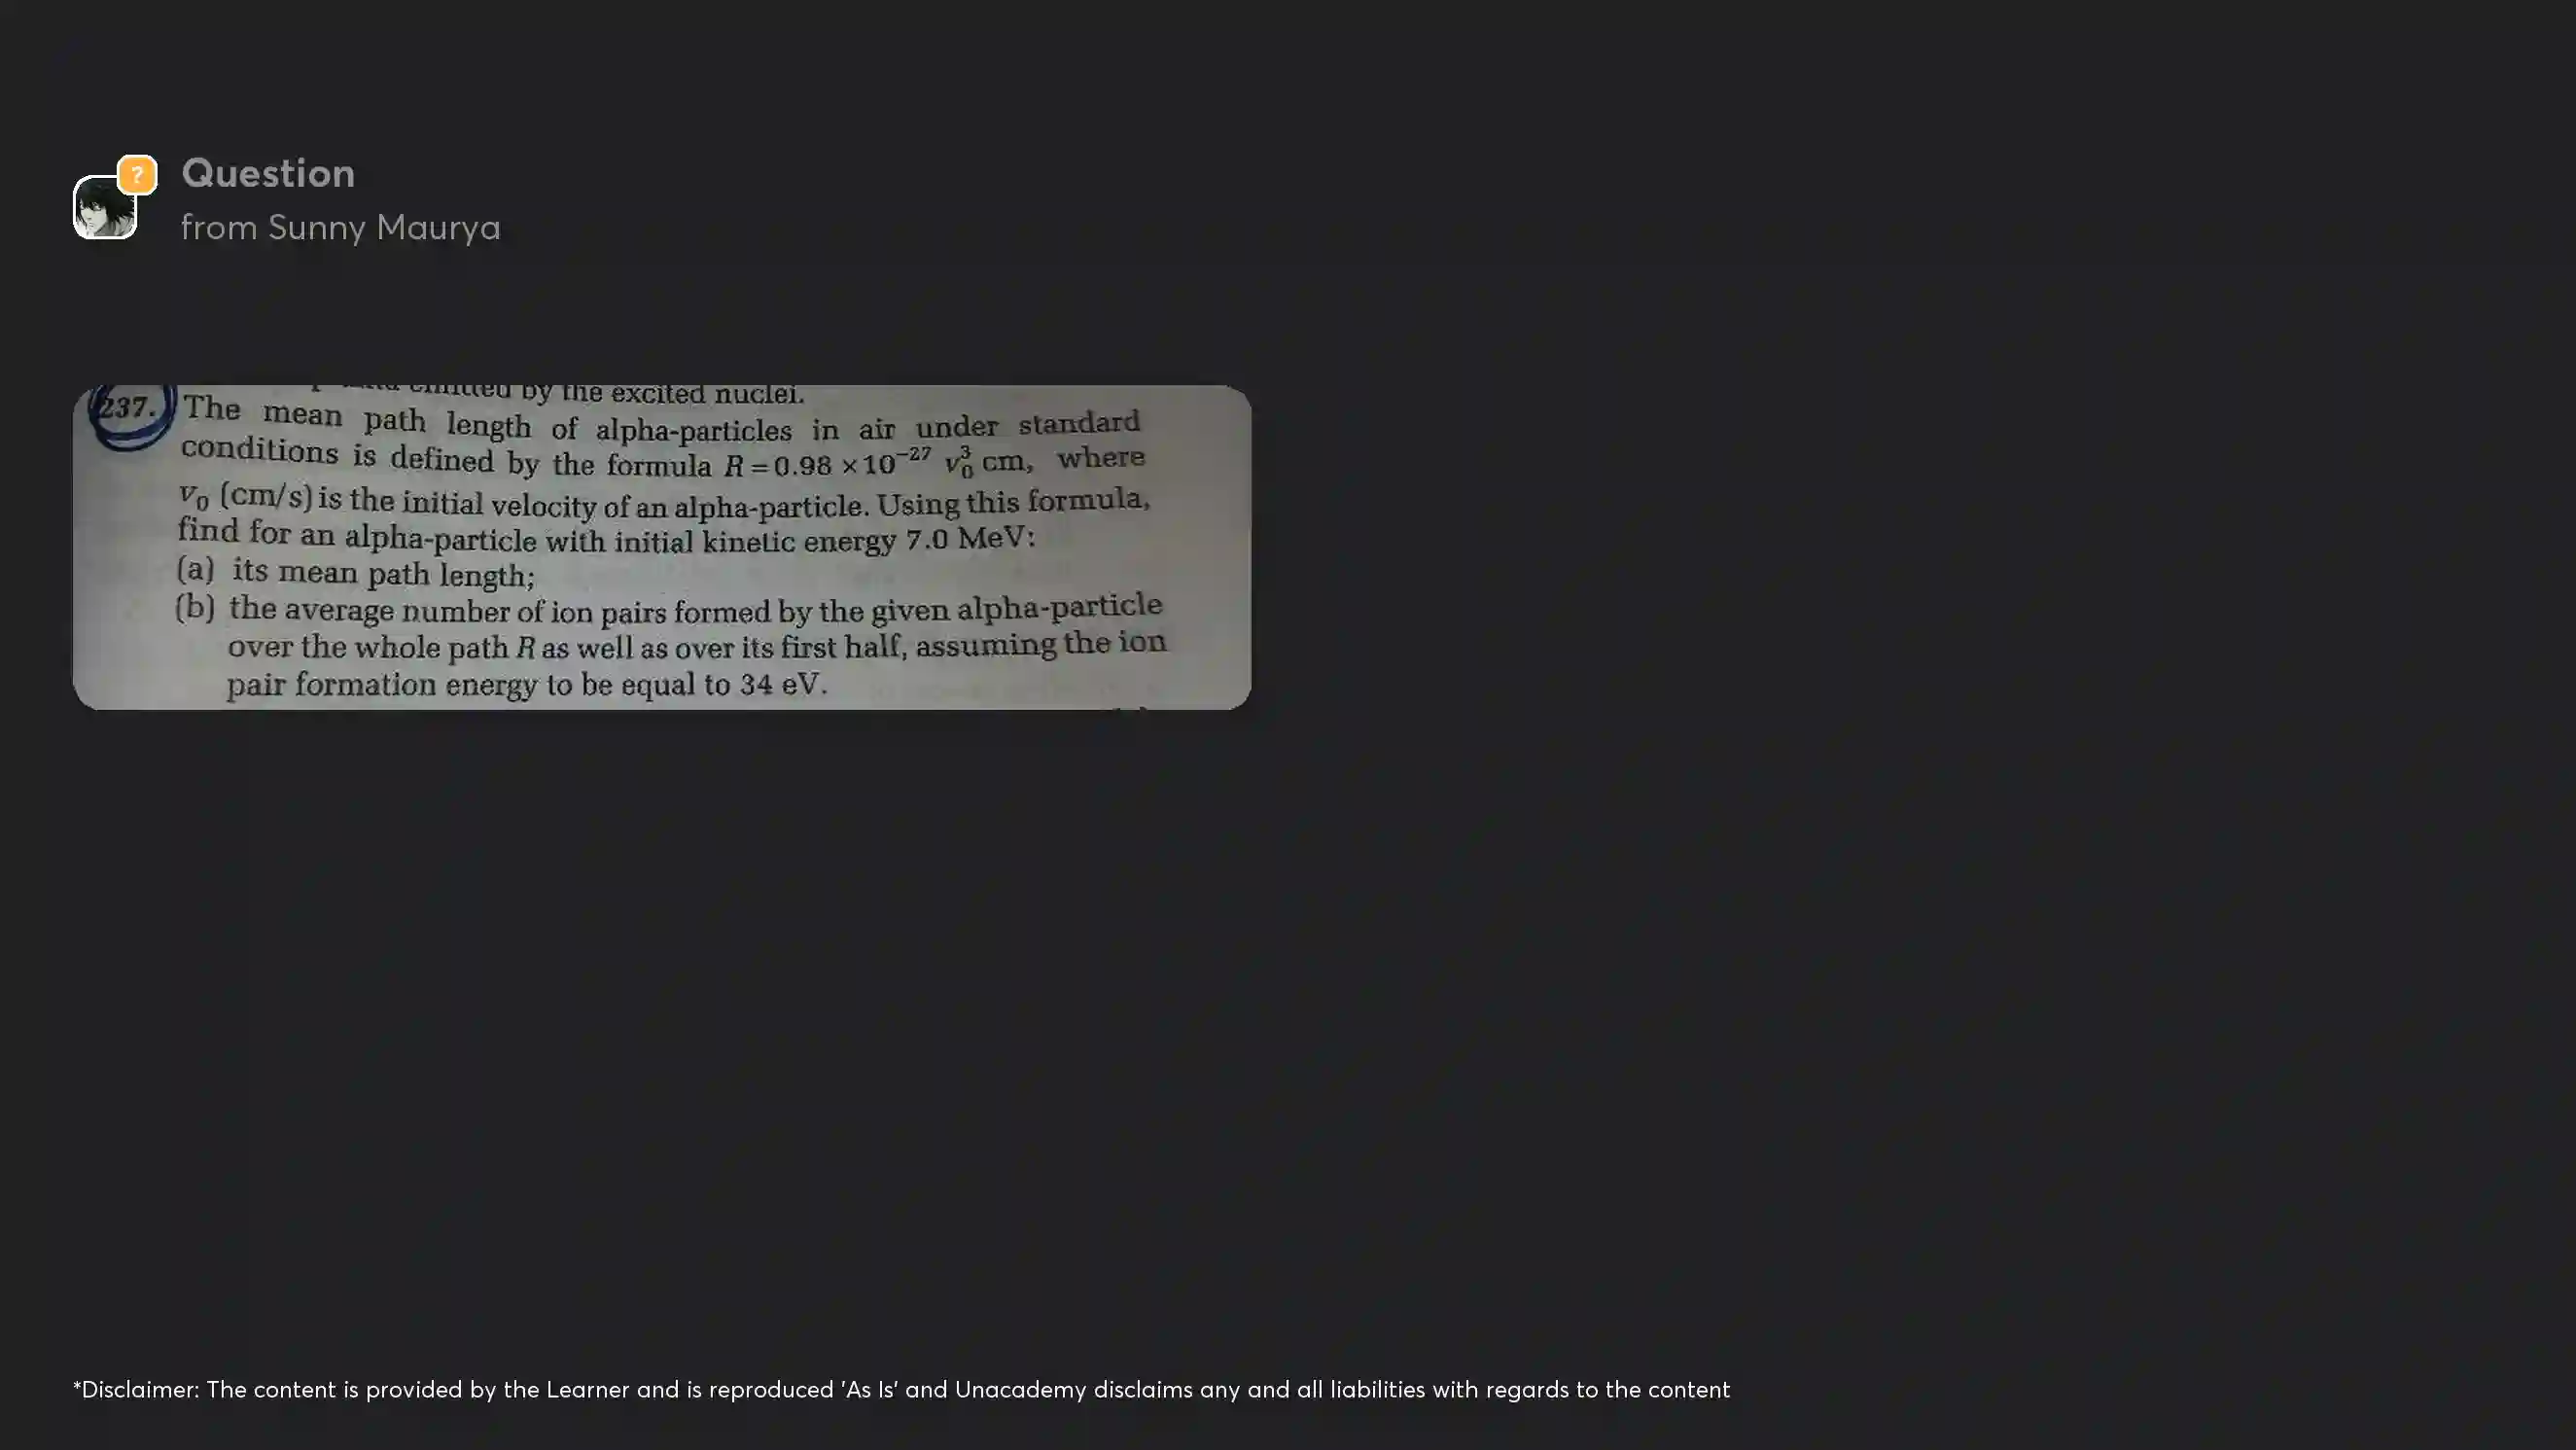 ?
Question
from Sunny Maurya
emitted by the excited nuclei.
237. The mean path length of alpha-particles in air under standard
conditions is defined by the formula R = 0.98 × 10⁻²⁷ v₀³ cm, where
v₀ (cm/s) is the initial velocity of an alpha-particle. Using this formula,
find for an alpha-particle with initial kinetic energy 7.0 MeV:
(a) its mean path length;
(b) the average number of ion pairs formed by the given alpha-particle
over the whole path R as well as over its first half, assuming the ion
pair formation energy to be equal to 34 eV.
*Disclaimer: The content is provided by the Learner and is reproduced 'As Is' and Unacademy disclaims any and all liabilities with regards to the content